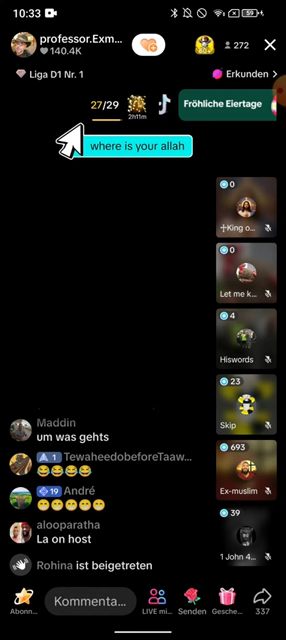 10:33
59
professor.Exm...
140.4K
272
Liga D1 Nr. 1
Erkunden >
27/29
2h11m
Fröhliche Eiertage
where is your allah
0
‡King o...
0
Let me k...
4
Hiswords
23
Skip
693
Ex-muslim
39
1 John 4...
Maddin
um was gehts
1 TewaheedobeforeTaaw...
😂😂😂😂
19 André
😁😁😁😁
alooparatha
La on host
Rohina ist beigetreten
Abonn...
Kommenta...
LIVE mi...
Senden
Gesche...
337